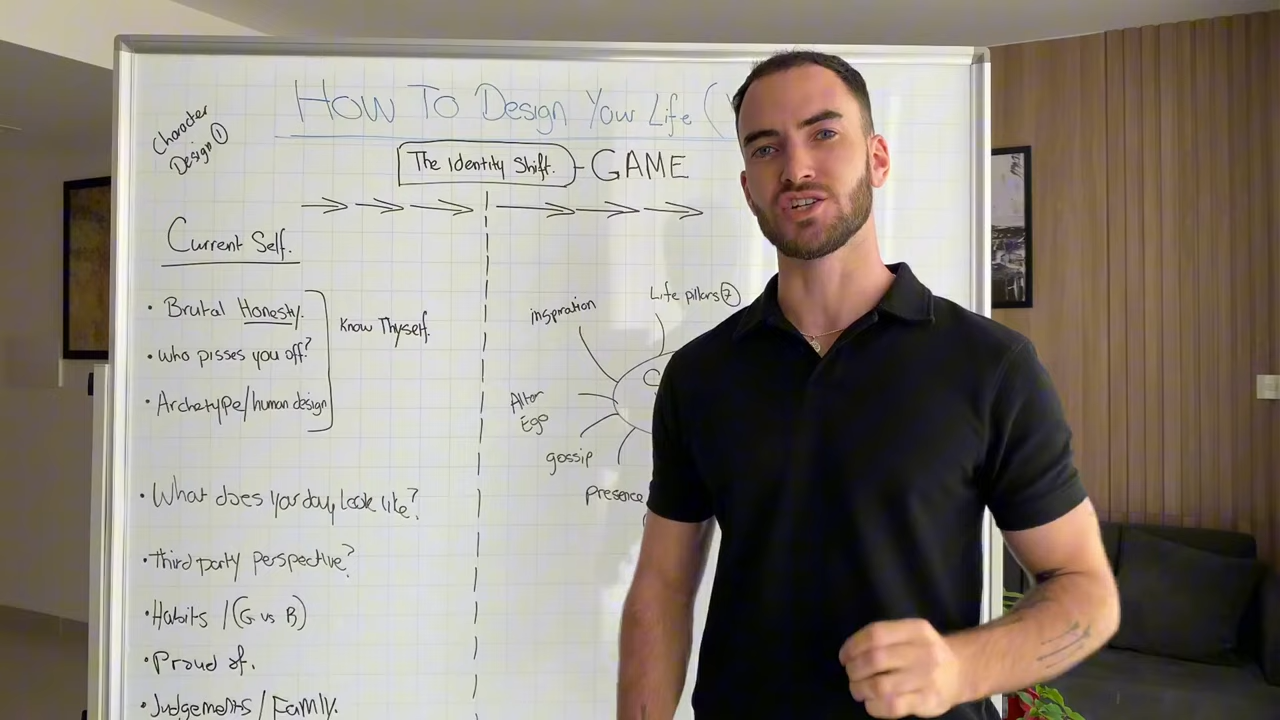 How To Design Your Life (
Character
Design ①
The Identity Shift. - GAME
Current Self.
• Brutal Honesty.
• who pisses you off?
• Archetype/human design
Know Thyself.
• What does your day look like?
• Third party perspective?
• Habits / (G vs B)
• Proud of.
• Judgements / Family.
inspiration
Life pillars ⑦
Alter
Ego
gossip
presence